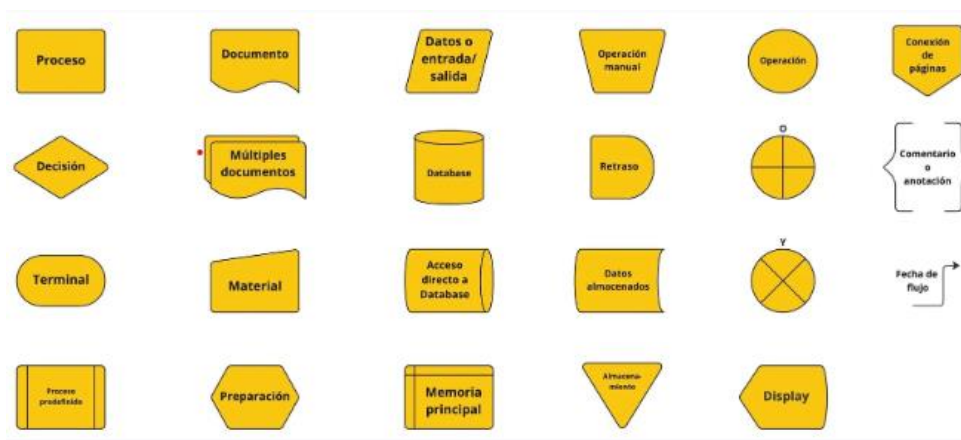 Proceso
Documento
Datos o
entrada/
salida
Operación
manual
Operación
Conexión
de
páginas
Decisión
Múltiples
documentos
Database
Retraso
O
Comentario
o
anotación
Terminal
Material
Acceso
directo a
Database
Datos
almacenados
Y
Fecha de
flujo
Proceso
predefinido
Preparación
Memoria
principal
Almacena-
miento
Display